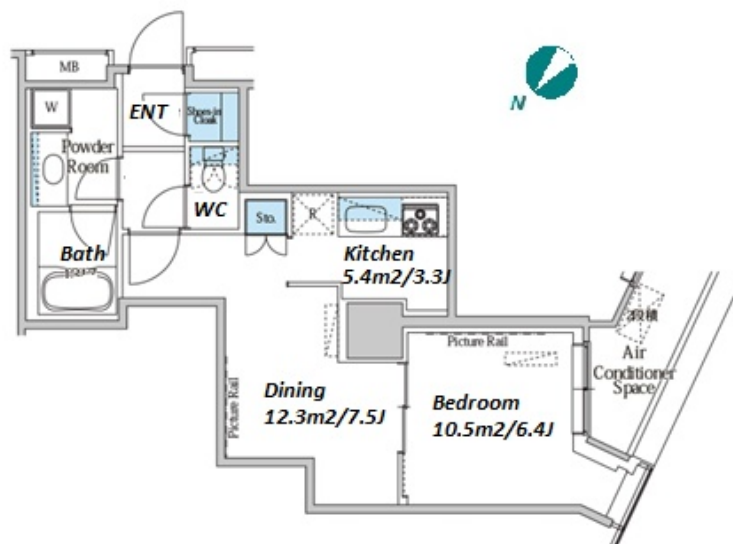 MB
W
ENT
Shoes-in
Cloak
N
Powder
Room
WC
Sto.
R
Bath
Kitchen
5.4m2/3.3J
Picture Rail
Air
Conditioner
Space
Picture Rail
Dining
12.3m2/7.5J
Bedroom
10.5m2/6.4J